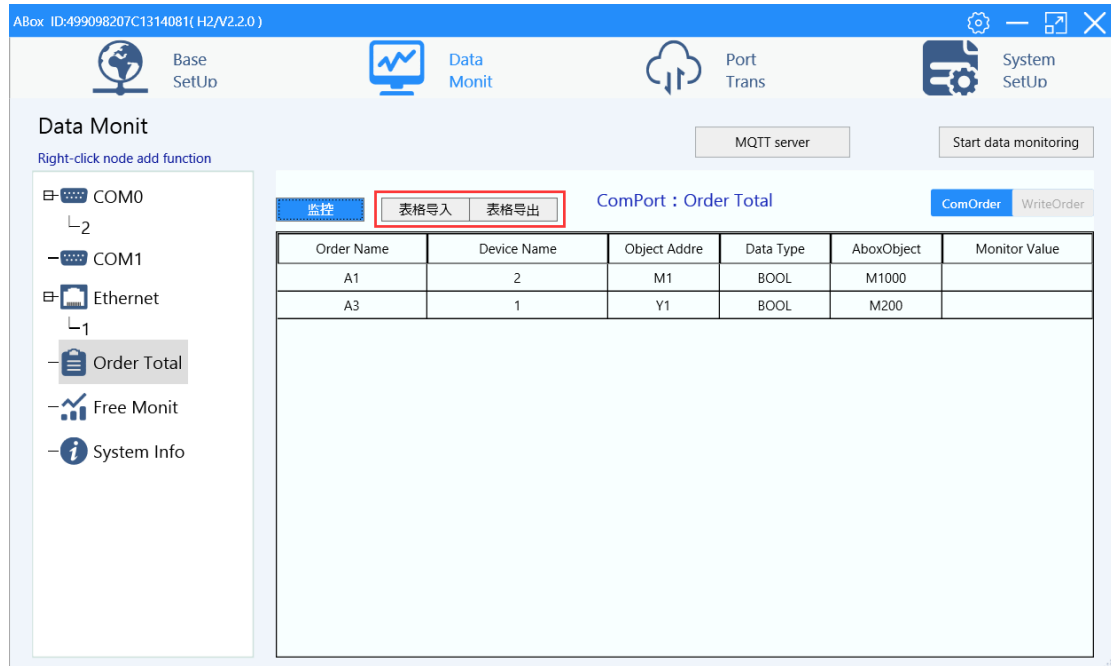 ABox ID:499098207C1314081( H2/V2.2.0 )
Base
SetUp
Data
Monit
Port
Trans
System
SetUp
Data Monit
Right-click node add function
MQTT server
Start data monitoring
COM0
2
COM1
Ethernet
1
Order Total
Free Monit
System Info
监控
表格导入
表格导出
ComPort：Order Total
ComOrder
WriteOrder
Order Name Device Name Object Addre Data Type AboxObject Monitor Value
A1 2 M1 BOOL M1000
A3 1 Y1 BOOL M200